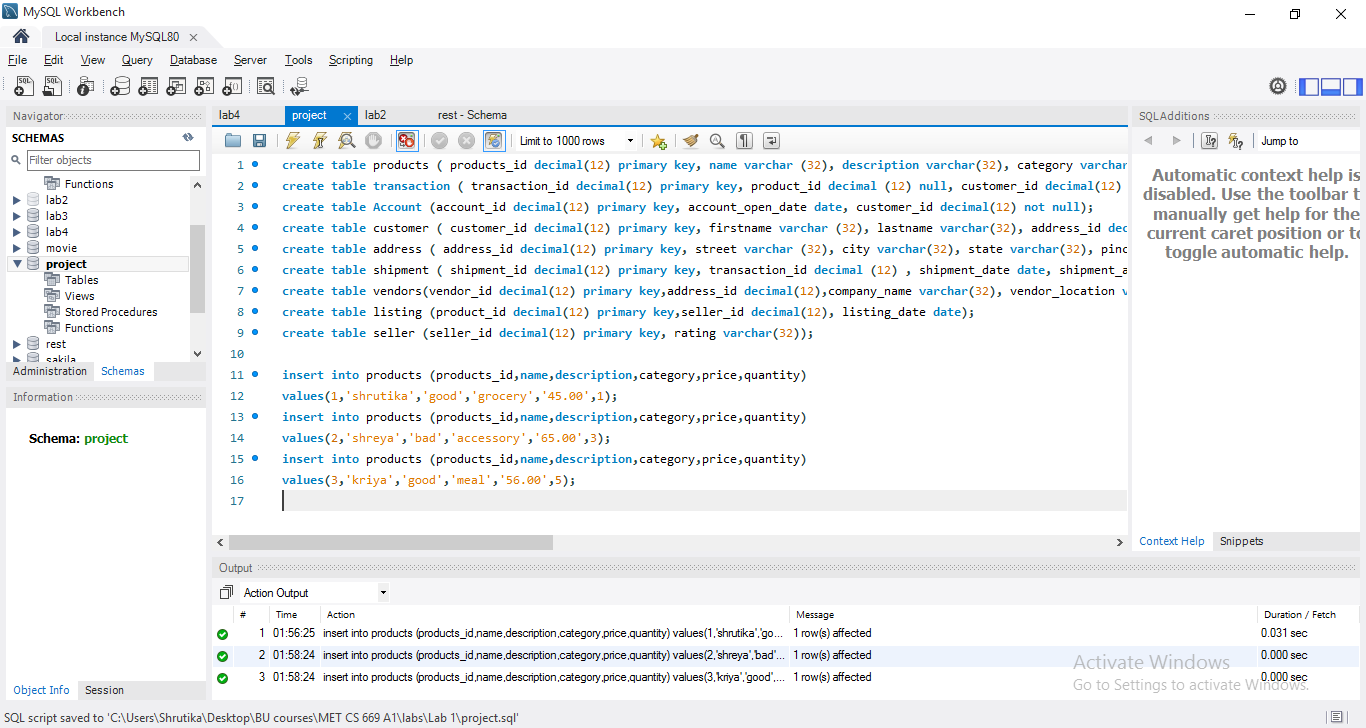 MySQL Workbench
Local instance MySQL80
File Edit View Query Database Server Tools Scripting Help
Navigator
SCHEMAS
Filter objects
Functions
lab2
lab3
lab4
movie
project
Tables
Views
Stored Procedures
Functions
rest
sakila
Administration Schemas
Information
Schema: project
Object Info Session
lab4 project lab2 rest - Schema
Limit to 1000 rows
1 create table products ( products_id decimal(12) primary key, name varchar (32), description varchar(32), category varchar
2 create table transaction ( transaction_id decimal(12) primary key, product_id decimal (12) null, customer_id decimal(12)
3 create table Account (account_id decimal(12) primary key, account_open_date date, customer_id decimal(12) not null);
4 create table customer ( customer_id decimal(12) primary key, firstname varchar (32), lastname varchar(32), address_id dec
5 create table address ( address_id decimal(12) primary key, street varchar (32), city varchar(32), state varchar(32), pinc
6 create table shipment ( shipment_id decimal(12) primary key, transaction_id decimal (12) , shipment_date date, shipment_a
7 create table vendors(vendor_id decimal(12) primary key,address_id decimal(12),company_name varchar(32), vendor_location v
8 create table listing (product_id decimal(12) primary key,seller_id decimal(12), listing_date date);
9 create table seller (seller_id decimal(12) primary key, rating varchar(32));
10
11 insert into products (products_id,name,description,category,price,quantity)
12 values(1,'shrutika','good','grocery','45.00',1);
13 insert into products (products_id,name,description,category,price,quantity)
14 values(2,'shreya','bad','accessory','65.00',3);
15 insert into products (products_id,name,description,category,price,quantity)
16 values(3,'kriya','good','meal','56.00',5);
17
SQLAdditions
Jump to
Automatic context help is
disabled. Use the toolbar t
manually get help for the
current caret position or to
toggle automatic help.
Context Help Snippets
Output
Action Output
# Time Action Message Duration / Fetch
1 01:56:25 insert into products (products_id,name,description,category,price,quantity) values(1,'shrutika','go... 1 row(s) affected 0.031 sec
2 01:58:24 insert into products (products_id,name,description,category,price,quantity) values(2,'shreya','bad'... 1 row(s) affected 0.000 sec
3 01:58:24 insert into products (products_id,name,description,category,price,quantity) values(3,'kriya','good',... 1 row(s) affected 0.000 sec
Activate Windows
Go to Settings to activate Windows.
SQL script saved to 'C:\Users\Shrutika\Desktop\BU courses\MET CS 669 A1\labs\Lab 1\project.sql'